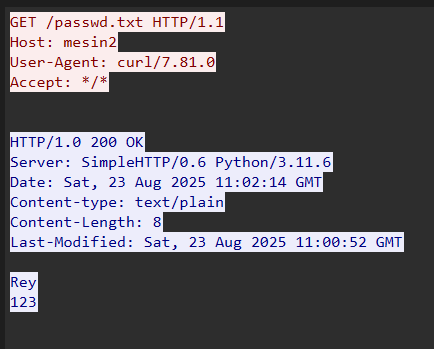 GET /passwd.txt HTTP/1.1
Host: mesin2
User-Agent: curl/7.81.0
Accept: */*
HTTP/1.0 200 OK
Server: SimpleHTTP/0.6 Python/3.11.6
Date: Sat, 23 Aug 2025 11:02:14 GMT
Content-type: text/plain
Content-Length: 8
Last-Modified: Sat, 23 Aug 2025 11:00:52 GMT
Rey
123